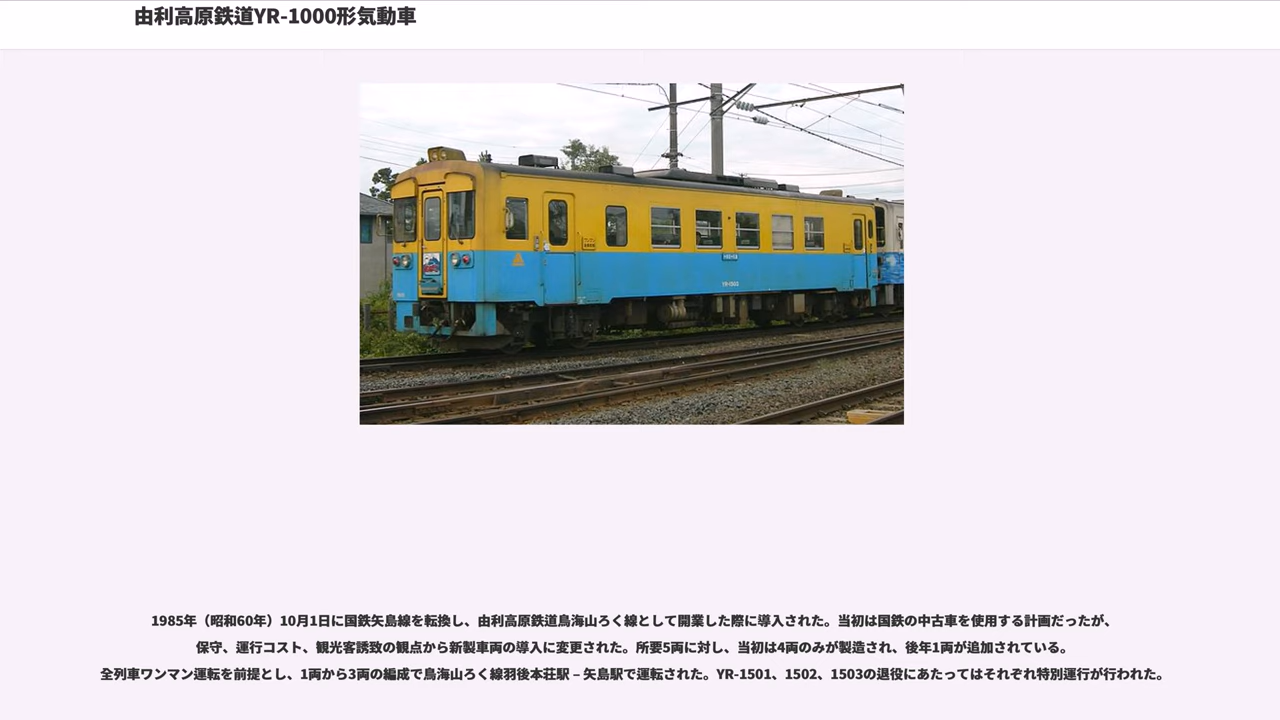 由利高原鉄道YR-1000形気動車
YR-1503
1985年（昭和60年）10月1日に国鉄矢島線を転換し、由利高原鉄道鳥海山ろく線として開業した際に導入された。当初は国鉄の中古車を使用する計画だったが、
保守、運行コスト、観光客誘致の観点から新製車両の導入に変更された。所要5両に対し、当初は4両のみが製造され、後年1両が追加されている。
全列車ワンマン運転を前提とし、1両から3両の編成で鳥海山ろく線羽後本荘駅 – 矢島駅で運転された。YR-1501、1502、1503の退役にあたってはそれぞれ特別運行が行われた。